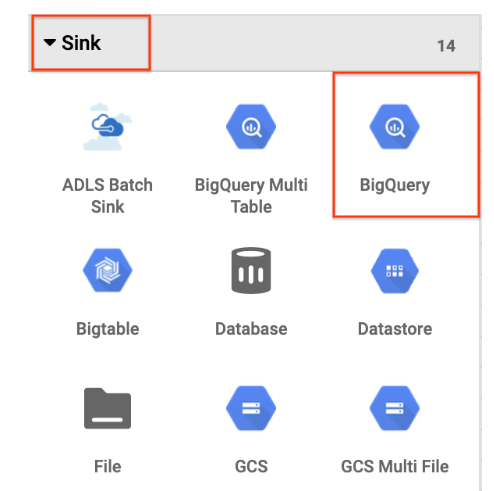 Sink
14
ADLS Batch
Sink
BigQuery Multi
Table
BigQuery
Bigtable
Database
Datastore
File
GCS
GCS Multi File